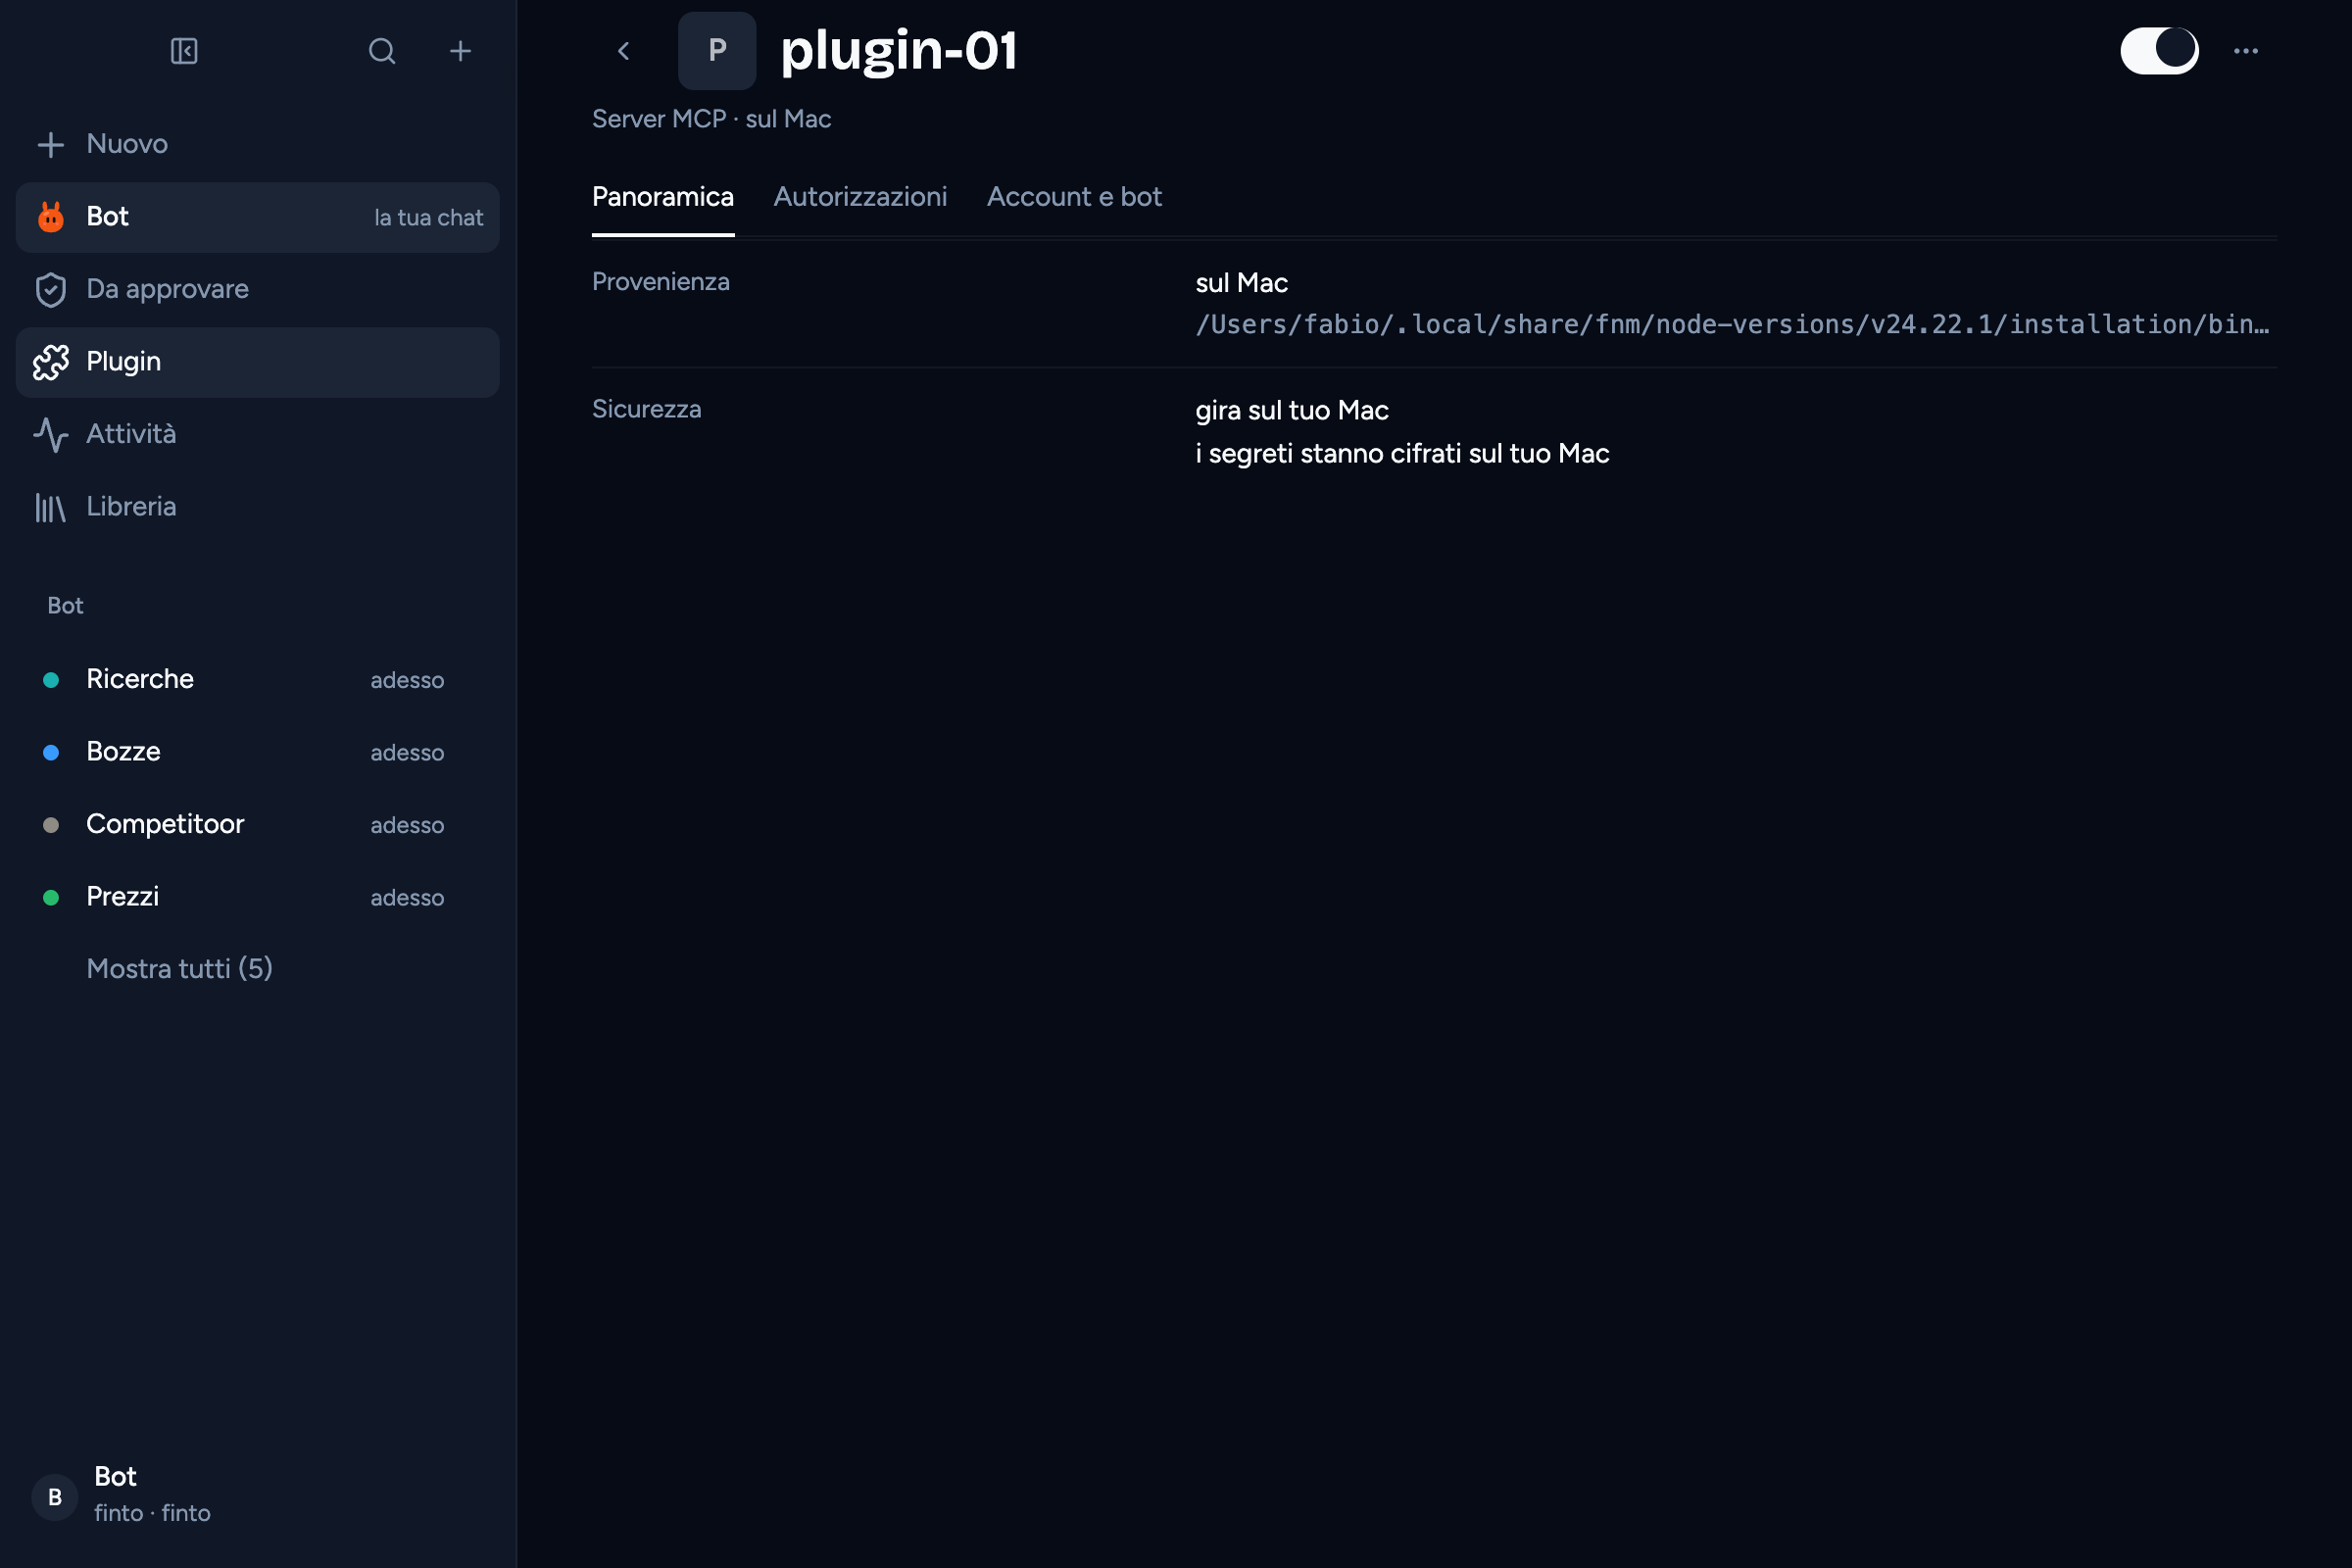 Nuovo
Bot la tua chat
Da approvare
Plugin
Attività
Libreria
Bot
Ricerche adesso
Bozze adesso
Competitoor adesso
Prezzi adesso
Mostra tutti (5)
B
Bot
finto · finto
P
plugin-01
Server MCP · sul Mac
Panoramica Autorizzazioni Account e bot
Provenienza sul Mac
/Users/fabio/.local/share/fnm/node-versions/v24.22.1/installation/bin…
Sicurezza gira sul tuo Mac
i segreti stanno cifrati sul tuo Mac